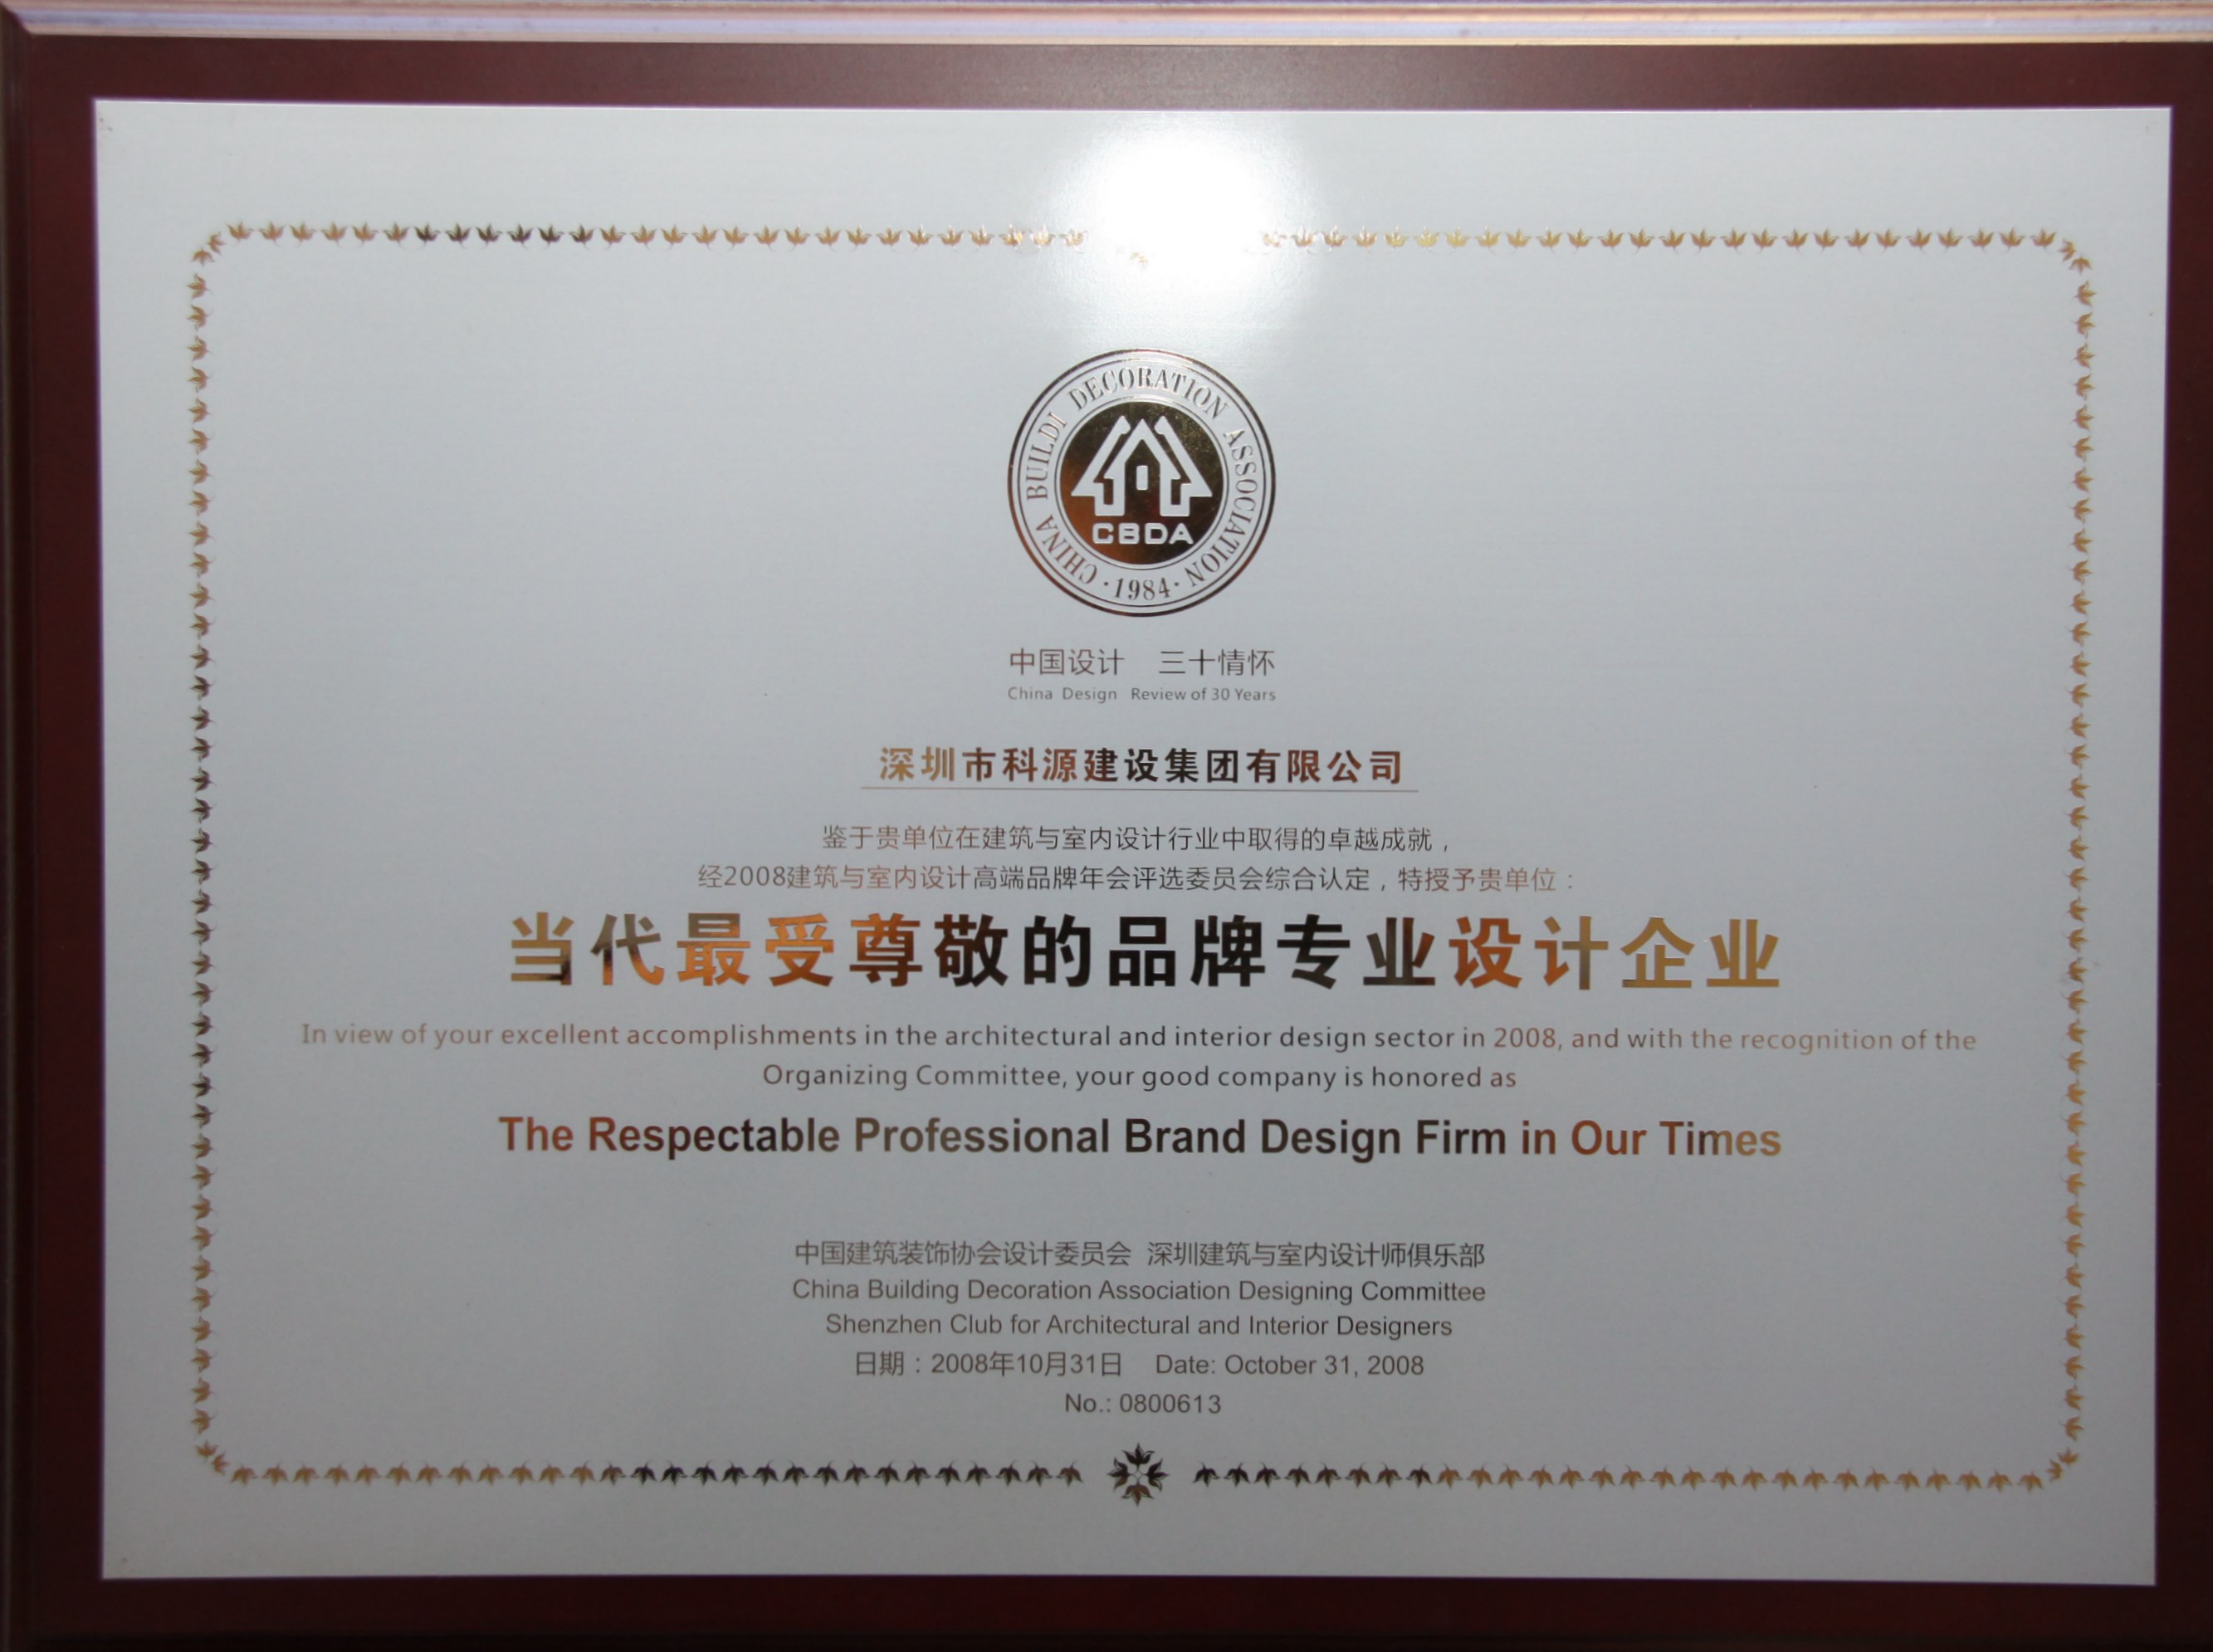 CHINA BUILDI DECORATION ASSOCIATION
·1984·
CBDA
中国设计 三十情怀
China Design Review of 30 Years
深圳市科源建设集团有限公司
鉴于贵单位在建筑与室内设计行业中取得的卓越成就，
经2008建筑与室内设计高端品牌年会评选委员会综合认定，特授予贵单位：
当代最受尊敬的品牌专业设计企业
In view of your excellent accomplishments in the architectural and interior design sector in 2008, and with the recognition of the
Organizing Committee, your good company is honored as
The Respectable Professional Brand Design Firm in Our Times
中国建筑装饰协会设计委员会 深圳建筑与室内设计师俱乐部
China Building Decoration Association Designing Committee
Shenzhen Club for Architectural and Interior Designers
日期：2008年10月31日 Date: October 31, 2008
No.: 0800613